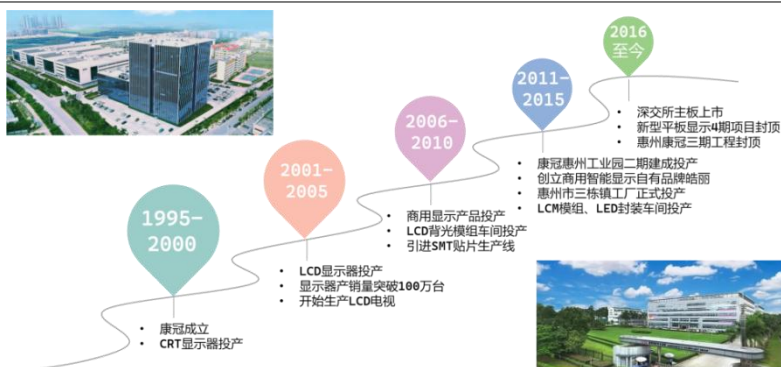 1995-
2000
康冠成立
CRT显示器投产
2001-
2005
LCD显示器投产
显示器产销量突破100万台
开始生产LCD电视
2006-
2010
商用显示产品投产
LCD背光模组车间投产
引进SMT贴片生产线
2011-
2015
康冠惠州工业园二期建成投产
创立商用智能显示自有品牌皓丽
惠州市三栋镇工厂正式投产
LCM模组、LED封装车间投产
2016
至今
深交所主板上市
新型平板显示4期项目封顶
惠州康冠三期工程封顶